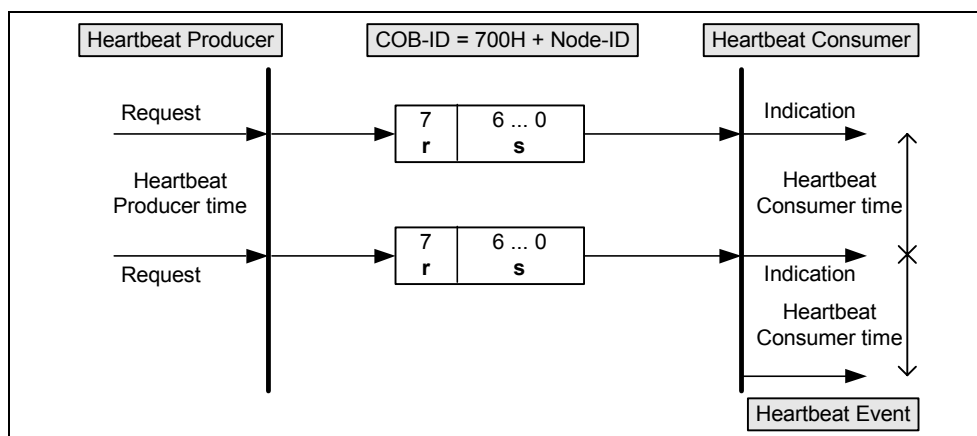 Heartbeat Producer
COB-ID = 700H + Node-ID
Heartbeat Consumer
Request
7
6 ... 0
r
s
Indication
Heartbeat
Producer time
Heartbeat
Consumer time
7
6 ... 0
r
s
Request
Indication
Heartbeat
Consumer time
Heartbeat Event